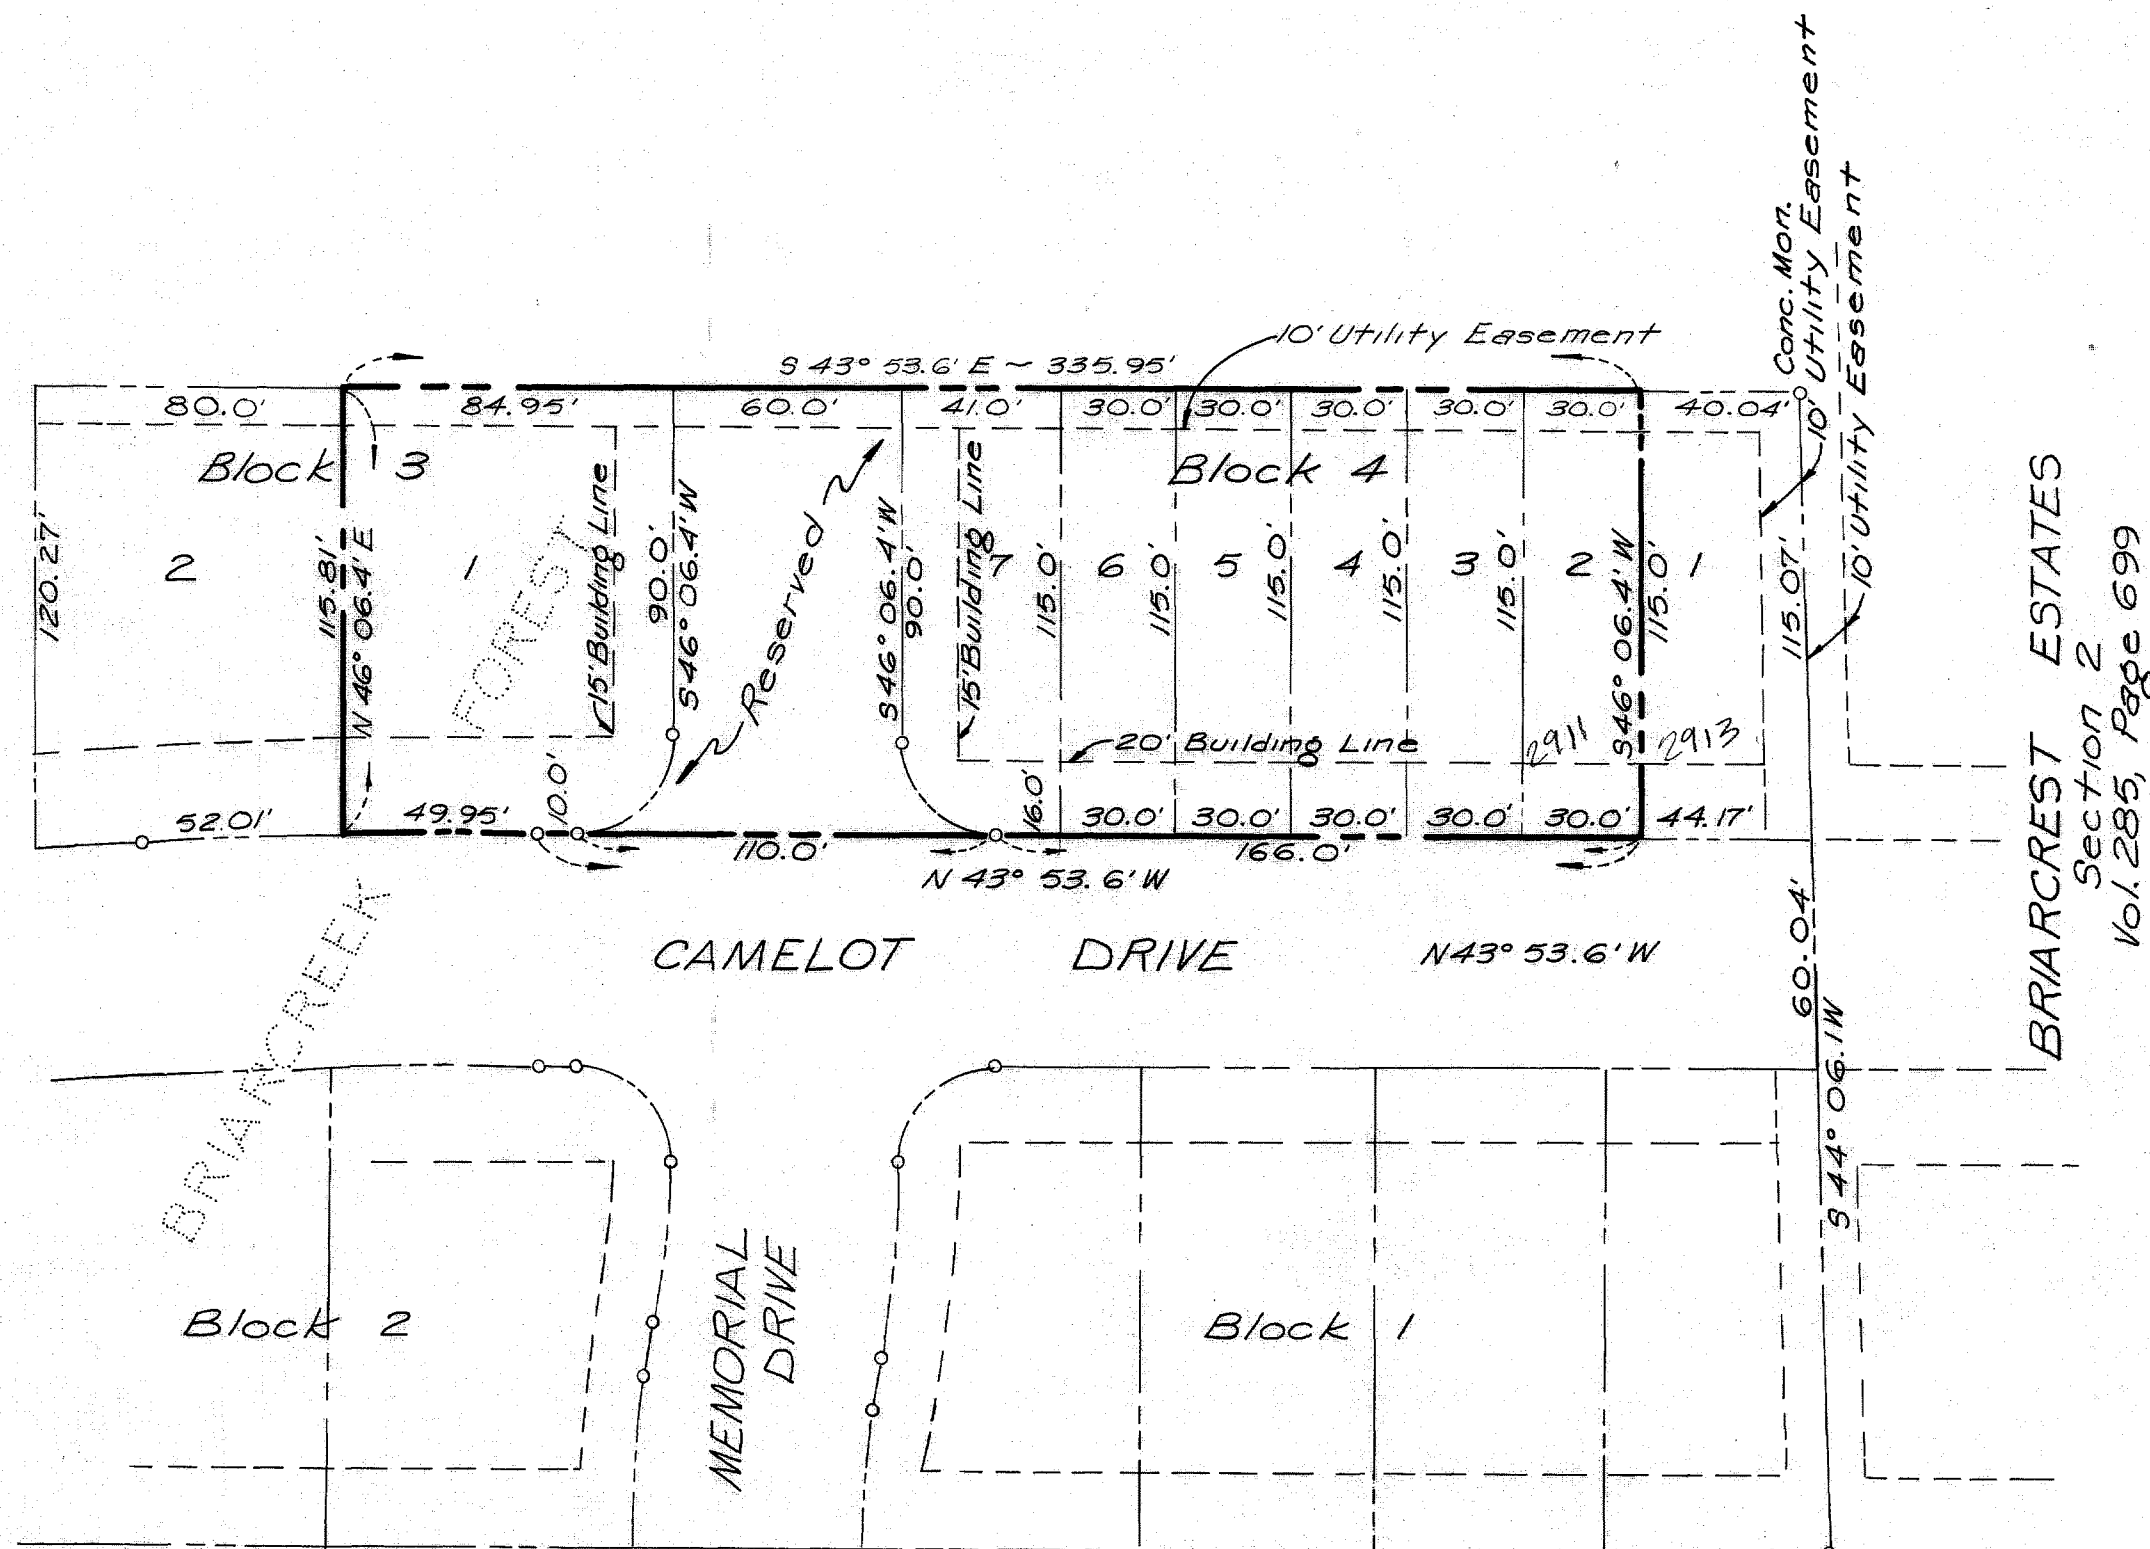 Conc. Mon.
10' Utility Easement
10' Utility Easement
10' Utility Easement
S 43° 53.6' E ~ 335.95'
80.0'
84.95'
60.0'
41.0'
30.0'
30.0'
30.0'
30.0'
30.0'
40.04'
Block 3
Block 4
120.27'
2
115.81'
N 46° 06.4' E
1
FOREST
15' Building Line
90.0'
S 46° 06.4' W
Reserved
S 46° 06.4' W
90.0'
15' Building Line
7
115.0'
6
115.0'
5
115.0'
4
115.0'
3
115.0'
2
S46° 06.4' W
115.0'
1
115.07'
20' Building Line
2911
2913
52.01'
49.95'
10.0'
110.0'
16.0'
30.0'
30.0'
30.0'
30.0'
30.0'
44.17'
166.0'
N 43° 53.6' W
CAMELOT DRIVE
N43° 53.6' W
60.04'
S 44° 06.1W
BRIARCREST ESTATES
Section 2
Vol. 285, Page 699
BRIARCREEK
Block 2
MEMORIAL
DRIVE
Block 1